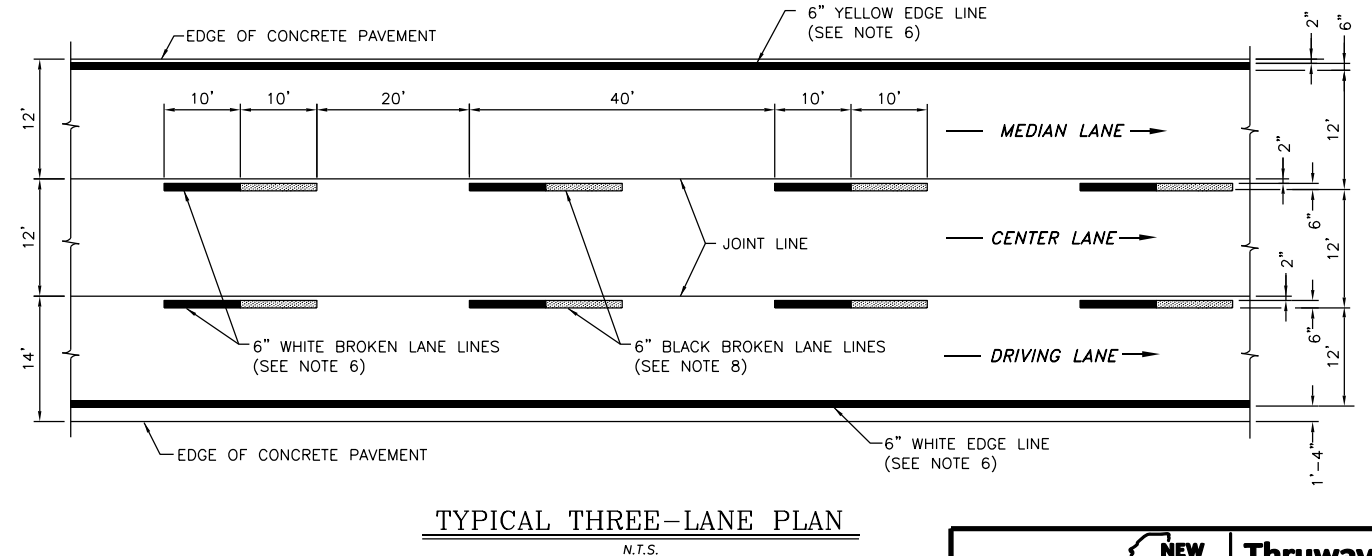 6" YELLOW EDGE LINE
(SEE NOTE 6)
2"
6"
EDGE OF CONCRETE PAVEMENT
10'
10'
20'
40'
10'
10'
12'
MEDIAN LANE
12'
2"
12'
JOINT LINE
CENTER LANE
6"
12'
2"
14'
6" WHITE BROKEN LANE LINES
(SEE NOTE 6)
6" BLACK BROKEN LANE LINES
(SEE NOTE 8)
DRIVING LANE
6"
12'
EDGE OF CONCRETE PAVEMENT
6" WHITE EDGE LINE
(SEE NOTE 6)
1'-4"
TYPICAL THREE-LANE PLAN
N.T.S.
NEW
Thruway